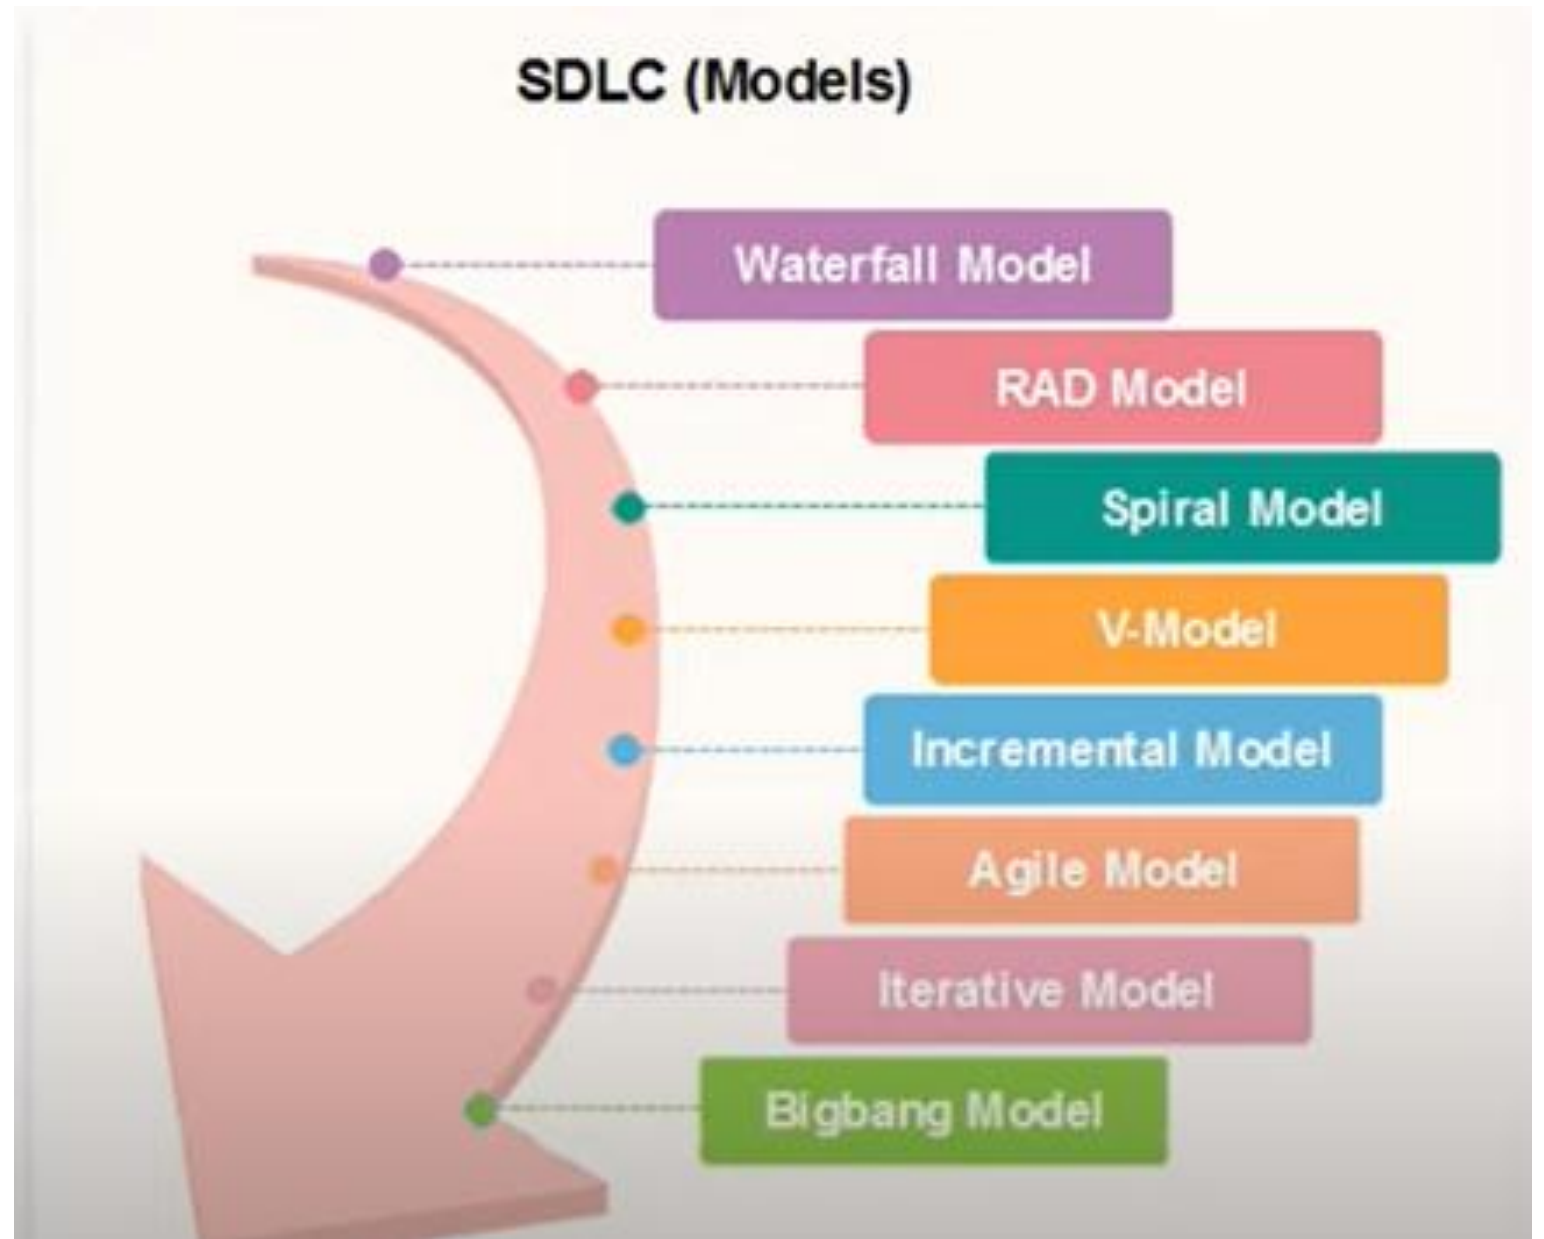 SDLC (Models)
Waterfall Model
RAD Model
Spiral Model
V-Model
Incremental Model
Agile Model
Iterative Model
Bigbang Model